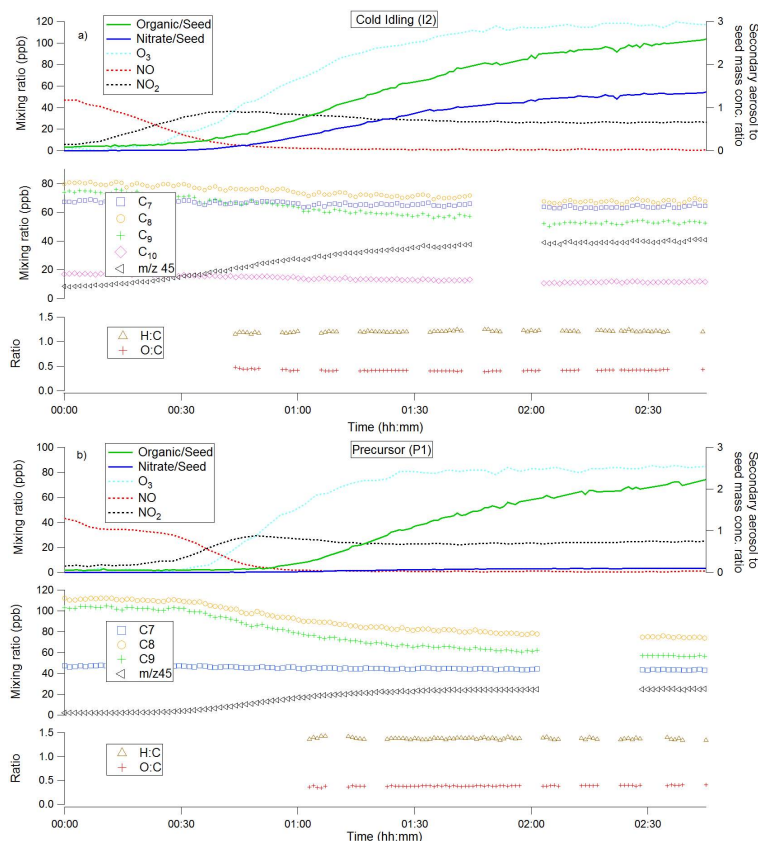 Cold Idling (I2)
a)
Organic/Seed
Nitrate/Seed
O3
NO
NO2
Mixing ratio (ppb)
120
100
80
60
40
20
0
3
2
1
0
Secondary aerosol to
seed mass conc. ratio
Mixing ratio (ppb)
80
60
40
20
0
C7
C8
C9
C10
m/z 45
Ratio
1.5
1.0
0.5
0.0
H:C
O:C
00:00
00:30
01:00
01:30
02:00
02:30
Time (hh:mm)
Precursor (P1)
b)
Organic/Seed
Nitrate/Seed
O3
NO
NO2
Mixing ratio (ppb)
100
80
60
40
20
0
3
2
1
0
Secondary aerosol to
seed mass conc. ratio
Mixing ratio (ppb)
120
100
80
60
40
20
0
C7
C8
C9
m/z45
Ratio
1.5
1.0
0.5
0.0
H:C
O:C
00:00
00:30
01:00
01:30
02:00
02:30
Time (hh:mm)